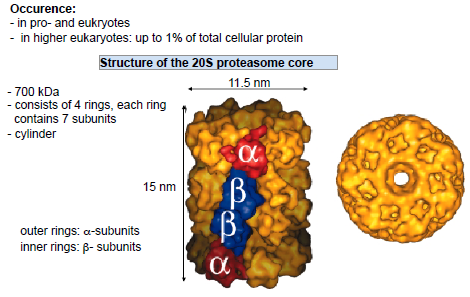 Occurence:
- in pro- and eukryotes
- in higher eukaryotes: up to 1% of total cellular protein
Structure of the 20S proteasome core
11.5 nm
- 700 kDa
- consists of 4 rings, each ring
contains 7 subunits
- cylinder
α
15 nm
β
β
outer rings: α-subunits
inner rings: β- subunits
α